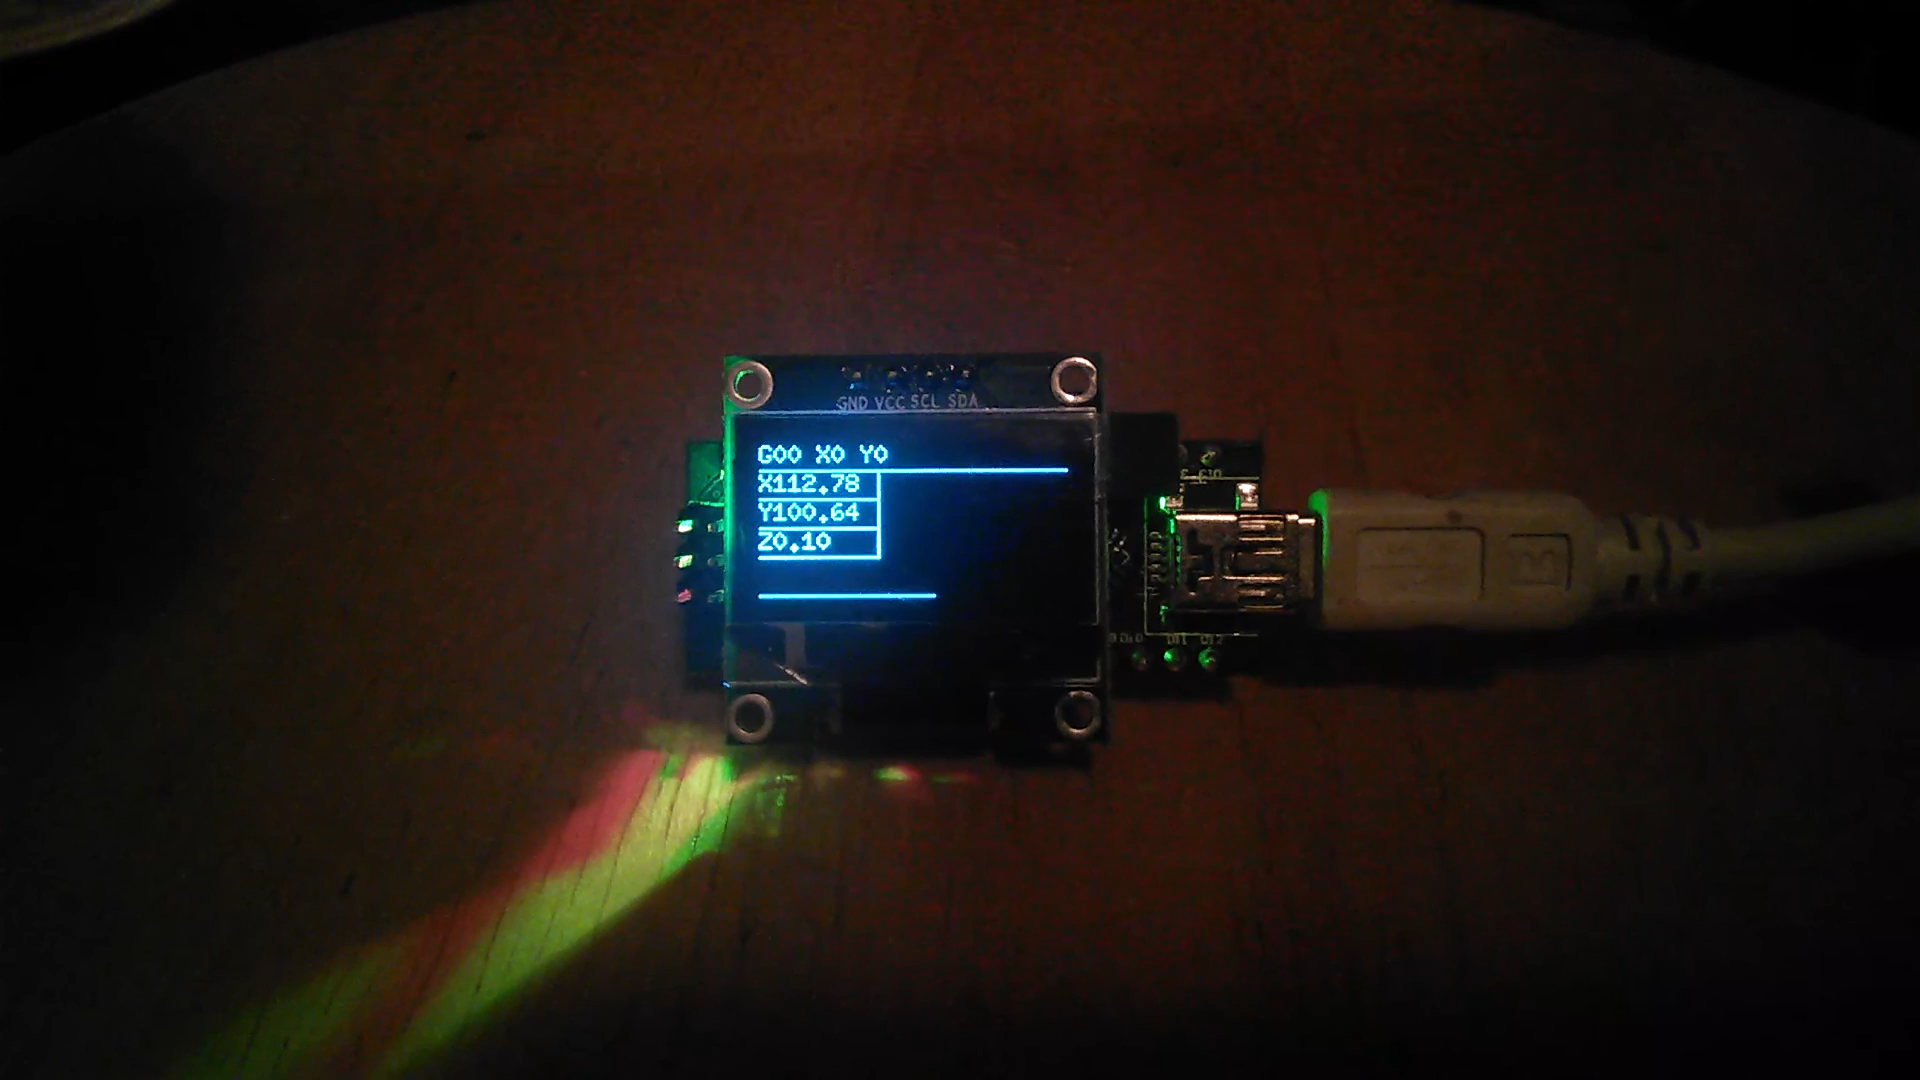 GND VCC SCL SDA
G00 X0 Y0
X112.78
Y100.64
Z0.10
B